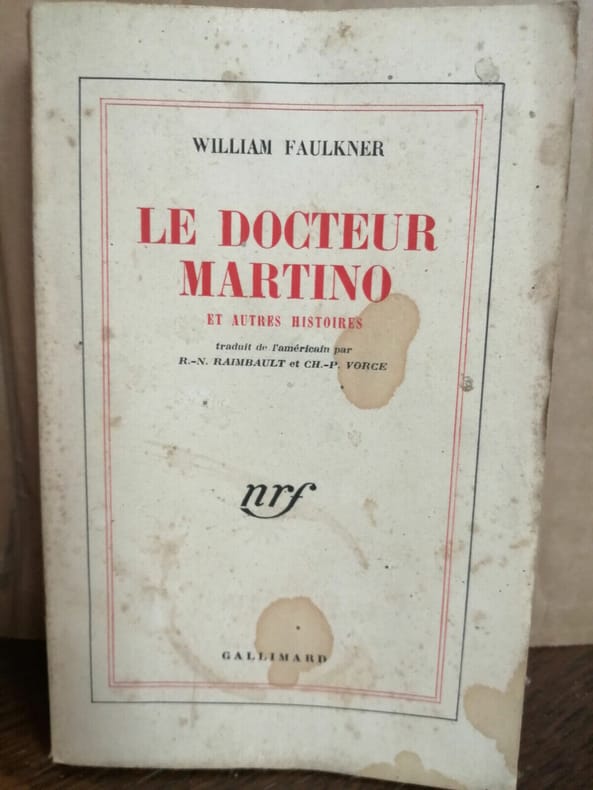 WILLIAM FAULKNER
LE DOCTEUR
MARTINO
ET AUTRES HISTOIRES
traduit de l'américain par
R.-N. RAIMBAULT et CH.-P. VORCE
nrf
GALLIMARD